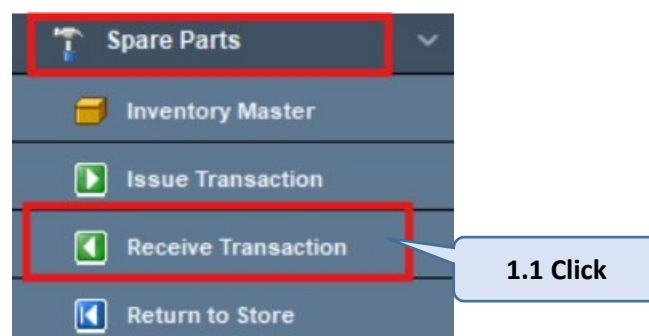 Spare Parts
Inventory Master
Issue Transaction
Receive Transaction
1.1 Click
Return to Store